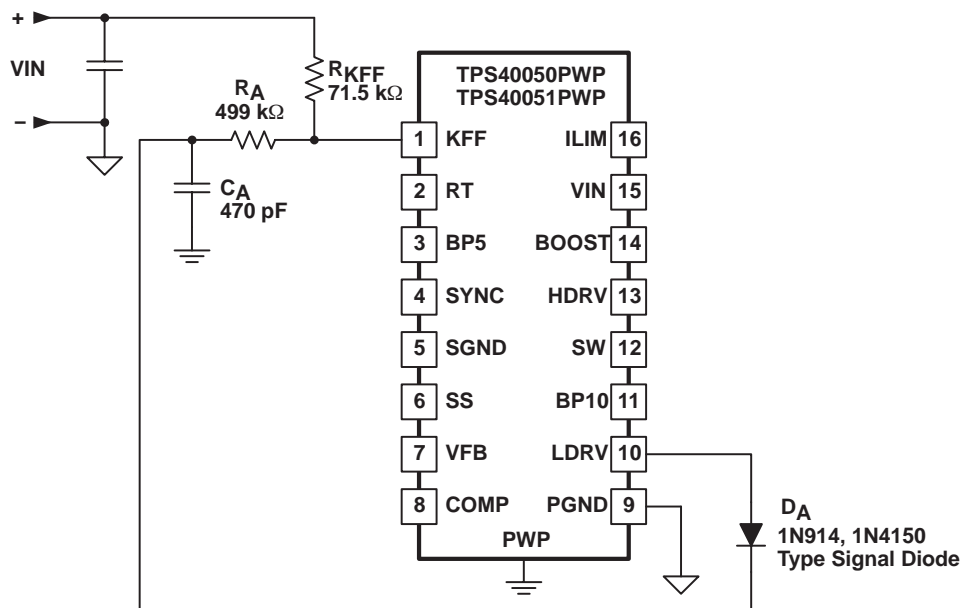 +
VIN
−
RA
499 kΩ
RKFF
71.5 kΩ
CA
470 pF
TPS40050PWP
TPS40051PWP
1 KFF ILIM 16
2 RT VIN 15
3 BP5 BOOST 14
4 SYNC HDRV 13
5 SGND SW 12
6 SS BP10 11
7 VFB LDRV 10
8 COMP PGND 9
PWP
DA
1N914, 1N4150
Type Signal Diode